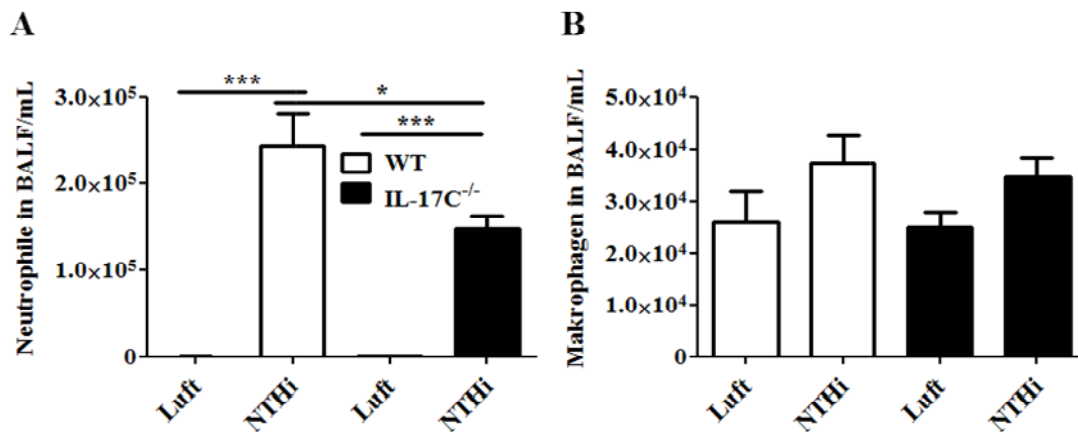 A
Neutrophile in BALF/mL
3.0×10⁵
2.0×10⁵
1.0×10⁵
0
***
*
***
WT
IL-17C⁻/⁻
Luft
NTHi
Luft
NTHi
B
Makrophagen in BALF/mL
5.0×10⁴
4.0×10⁴
3.0×10⁴
2.0×10⁴
1.0×10⁴
0
Luft
NTHi
Luft
NTHi